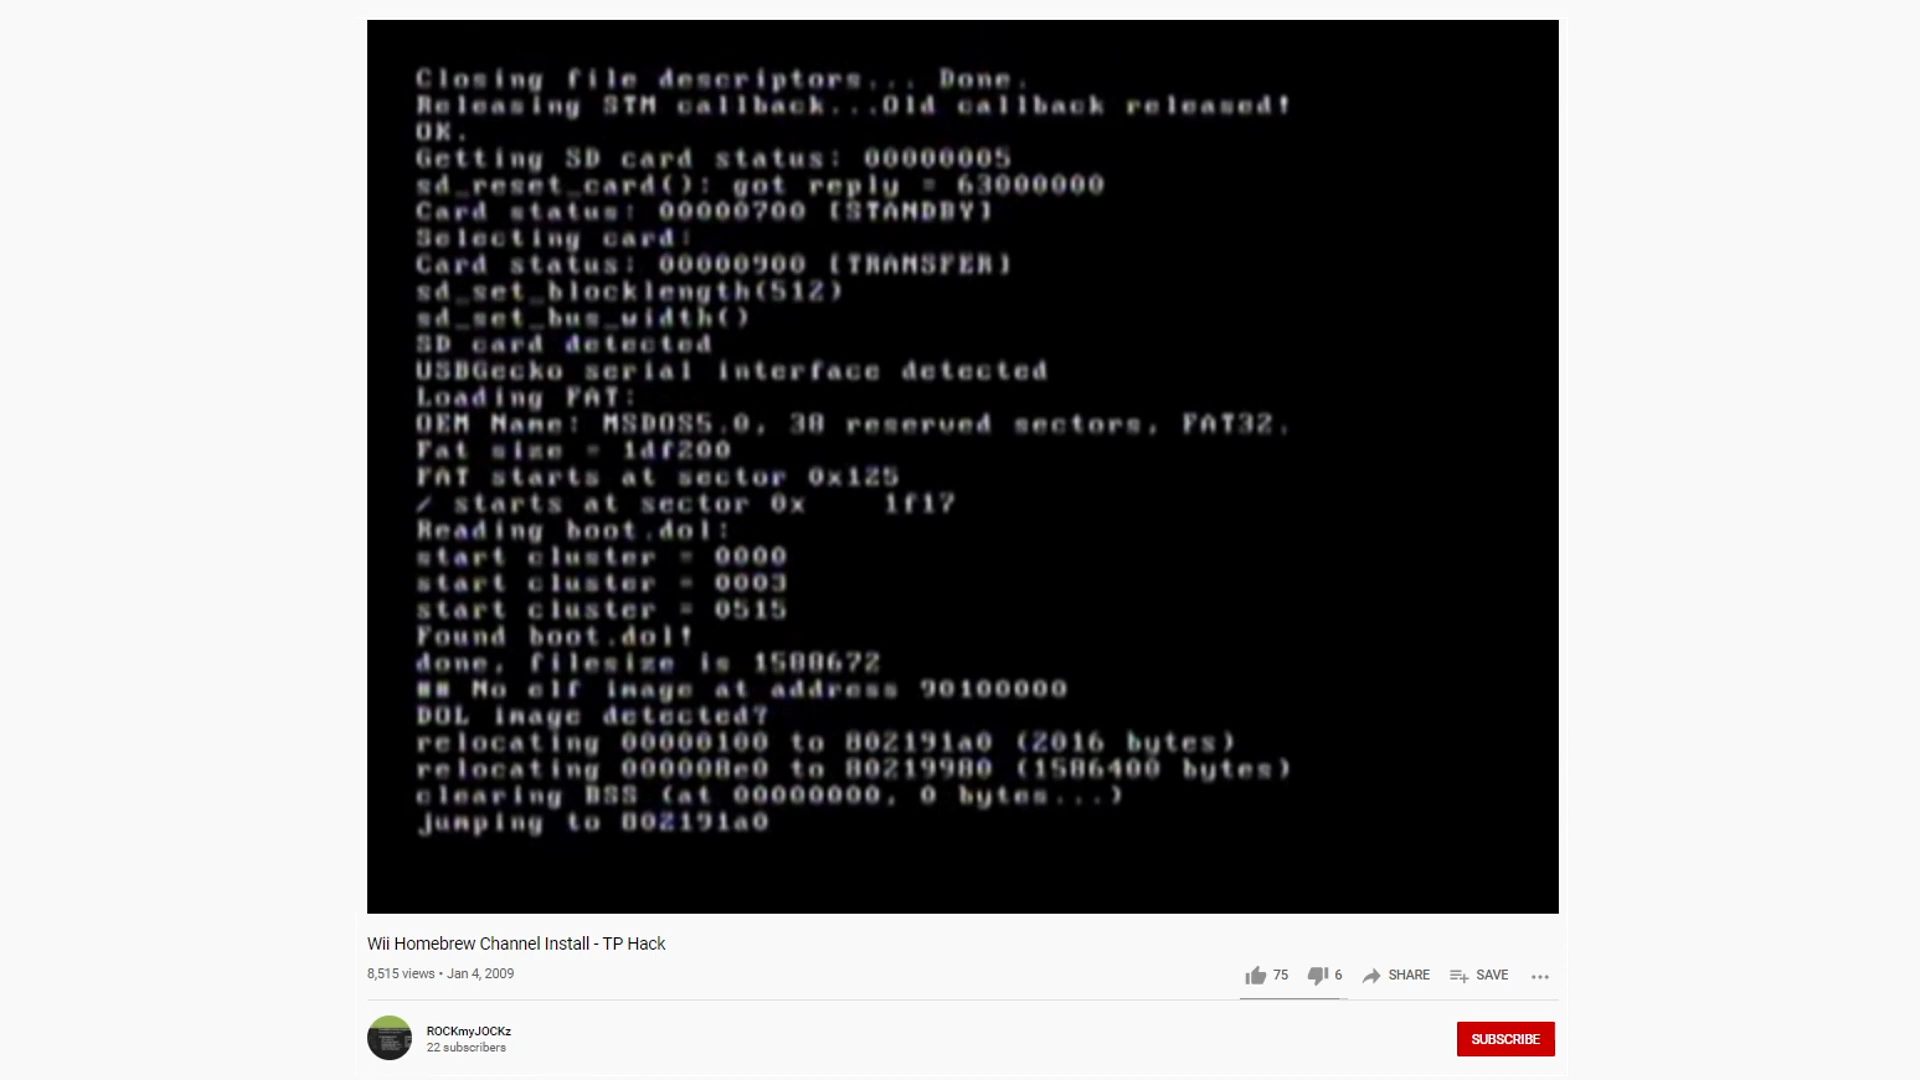 Closing file descriptors... Done.
Releasing STM callback...Old callback released!
OK.
Getting SD card status: 00000005
sd_reset_card(): got reply = 63000000
Card status: 00000700 [STANDBY]
Selecting card:
Card status: 00000900 [TRANSFER]
sd_set_blocklength(512)
sd_set_bus_width()
SD card detected
USBGecko serial interface detected
Loading FAT:
OEM Name: MSDOS5.0, 38 reserved sectors, FAT32.
Fat size = 1df200
FAT starts at sector 0x125
/ starts at sector 0x    1f17
Reading boot.dol:
start cluster = 0000
start cluster = 0003
start cluster = 0515
Found boot.dol!
done, filesize is 1588672
## No elf image at address 90100000
DOL image detected?
relocating 00000100 to 802191a0 (2016 bytes)
relocating 000008e0 to 80219980 (1586400 bytes)
clearing BSS (at 00000000, 0 bytes...)
jumping to 802191a0
Wii Homebrew Channel Install - TP Hack
8,515 views • Jan 4, 2009
75 6 SHARE SAVE
ROCKmyJOCKz
22 subscribers
SUBSCRIBE